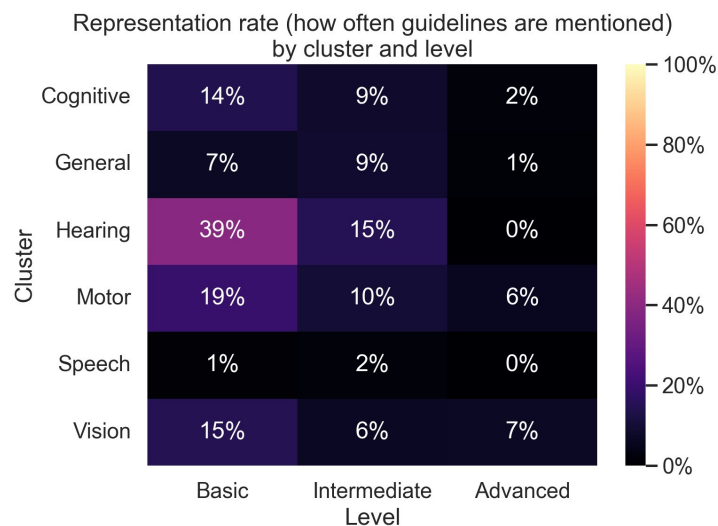 Representation rate (how often guidelines are mentioned)
by cluster and level
Cluster
Cognitive 14% 9% 2%
General 7% 9% 1%
Hearing 39% 15% 0%
Motor 19% 10% 6%
Speech 1% 2% 0%
Vision 15% 6% 7%
Basic Intermediate Advanced
Level
100%
80%
60%
40%
20%
0%